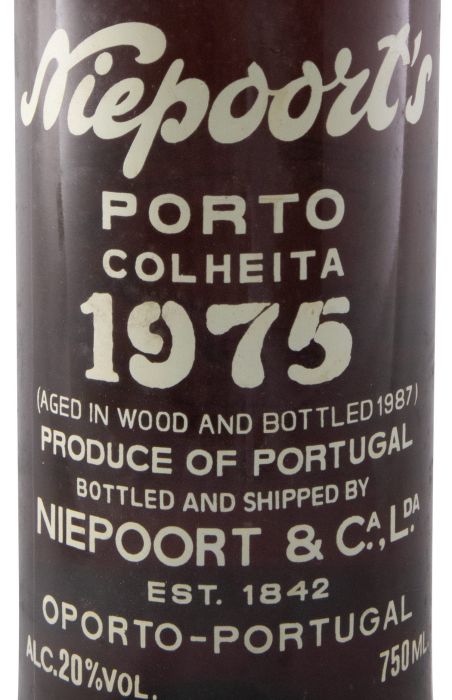 Niepoort's
PORTO
COLHEITA
1975
(AGED IN WOOD AND BOTTLED 1987)
PRODUCE OF PORTUGAL
BOTTLED AND SHIPPED BY
NIEPOORT & CA., LDA
EST. 1842
OPORTO-PORTUGAL
ALC.20%VOL. 750ML.